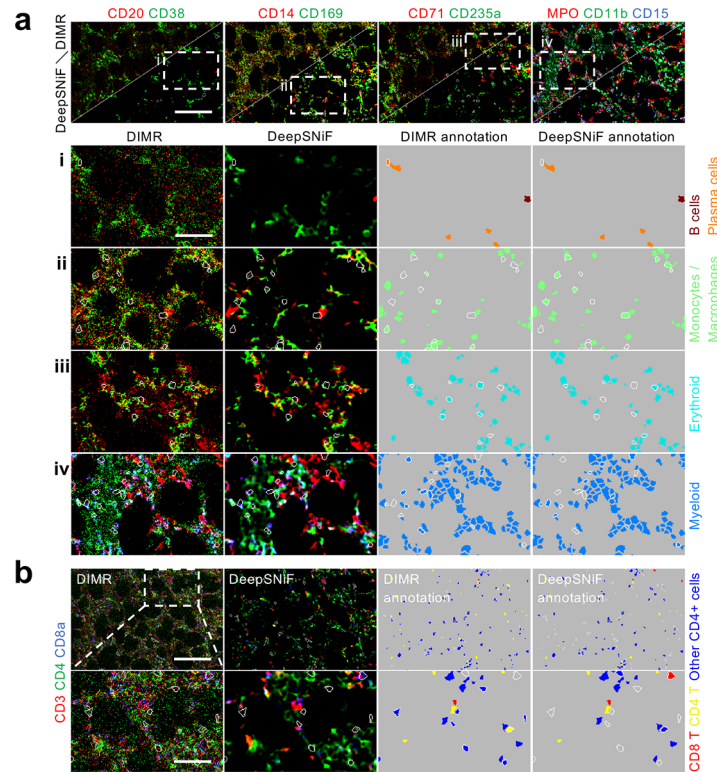 a
CD20 CD38
CD14 CD169
CD71 CD235a
MPO CD11b CD15
DeepSNiF \ DIMR
i
ii
iii
iv
DIMR
DeepSNiF
DIMR annotation
DeepSNiF annotation
i
B cells
Plasma cells
ii
Monocytes /
Macrophages
iii
Erythroid
iv
Myeloid
b
CD3 CD4 CD8a
DIMR
DeepSNiF
DIMR
annotation
DeepSNiF
annotation
CD8 T CD4 T Other CD4+ cells